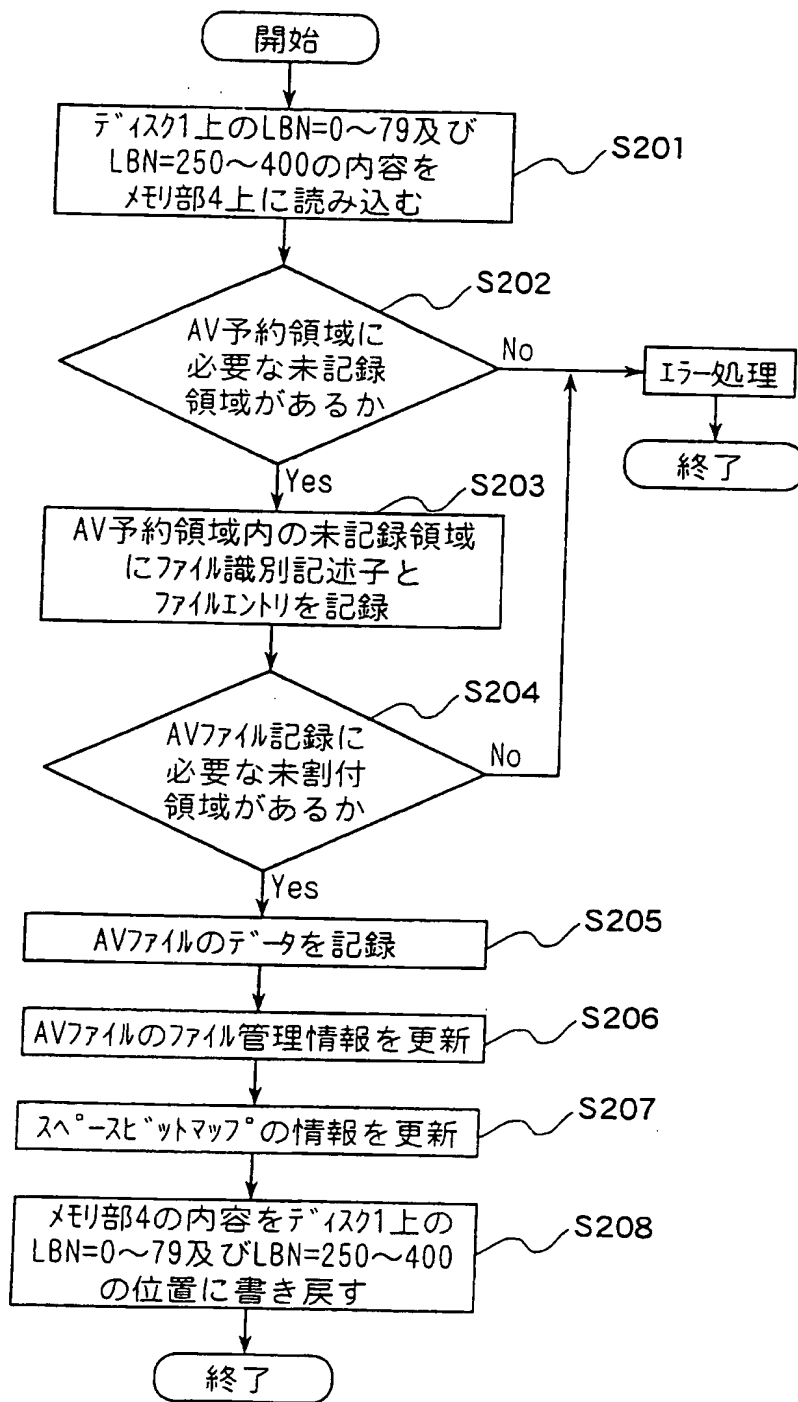 開始
ディスク1上のLBN=0～79及び
LBN=250～400の内容を
メモリ部4上に読み込む
S201
S202
AV予約領域に
必要な未記録
領域があるか
No
エラー処理
終了
Yes
S203
AV予約領域内の未記録領域
にファイル識別記述子と
ファイルエントリを記録
S204
AVファイル記録に
必要な未割付
領域があるか
No
Yes
AVファイルのデータを記録
S205
AVファイルのファイル管理情報を更新
S206
スペースビットマップの情報を更新
S207
メモリ部4の内容をディスク1上の
LBN=0～79及びLBN=250～400
の位置に書き戻す
S208
終了